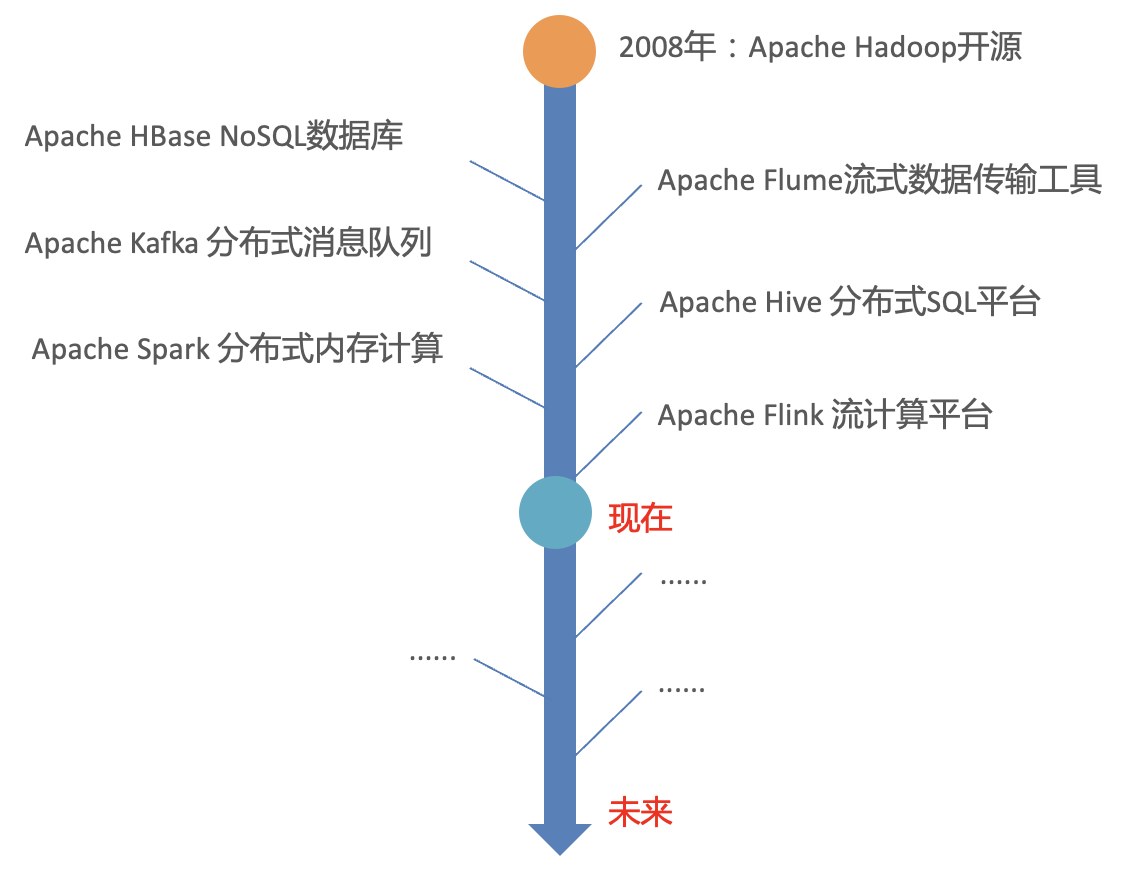 2008年：Apache Hadoop开源
Apache HBase NoSQL数据库
Apache Flume流式数据传输工具
Apache Kafka 分布式消息队列
Apache Hive 分布式SQL平台
Apache Spark 分布式内存计算
Apache Flink 流计算平台
现在
……
……
……
未来